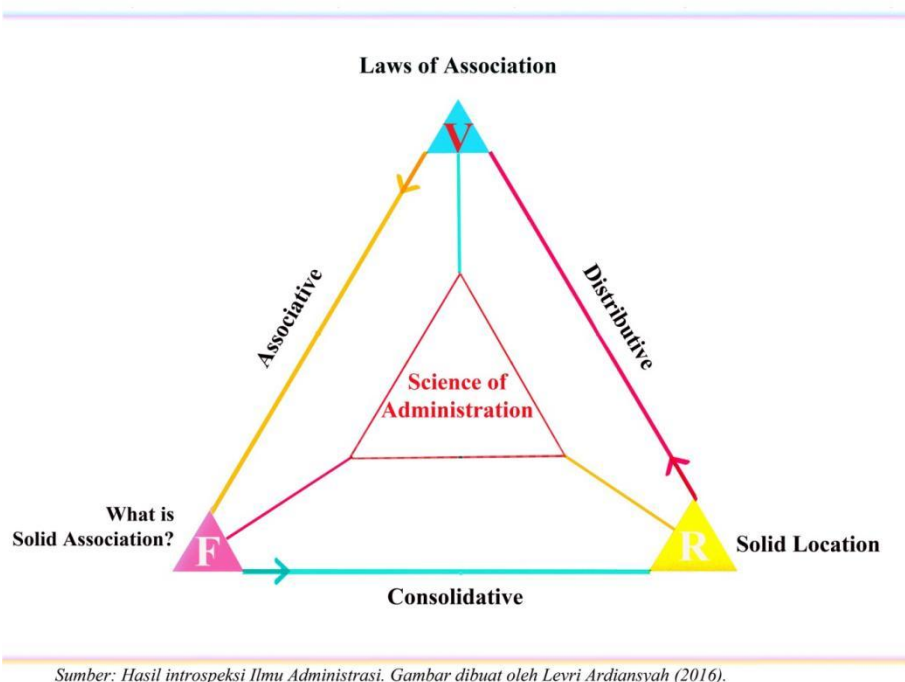 Laws of Association
V
Associative
Distributive
Science of
Administration
What is
Solid Association?
F
R
Solid Location
Consolidative
Sumber: Hasil introspeksi Ilmu Administrasi. Gambar dibuat oleh Levri Ardiansyah (2016).